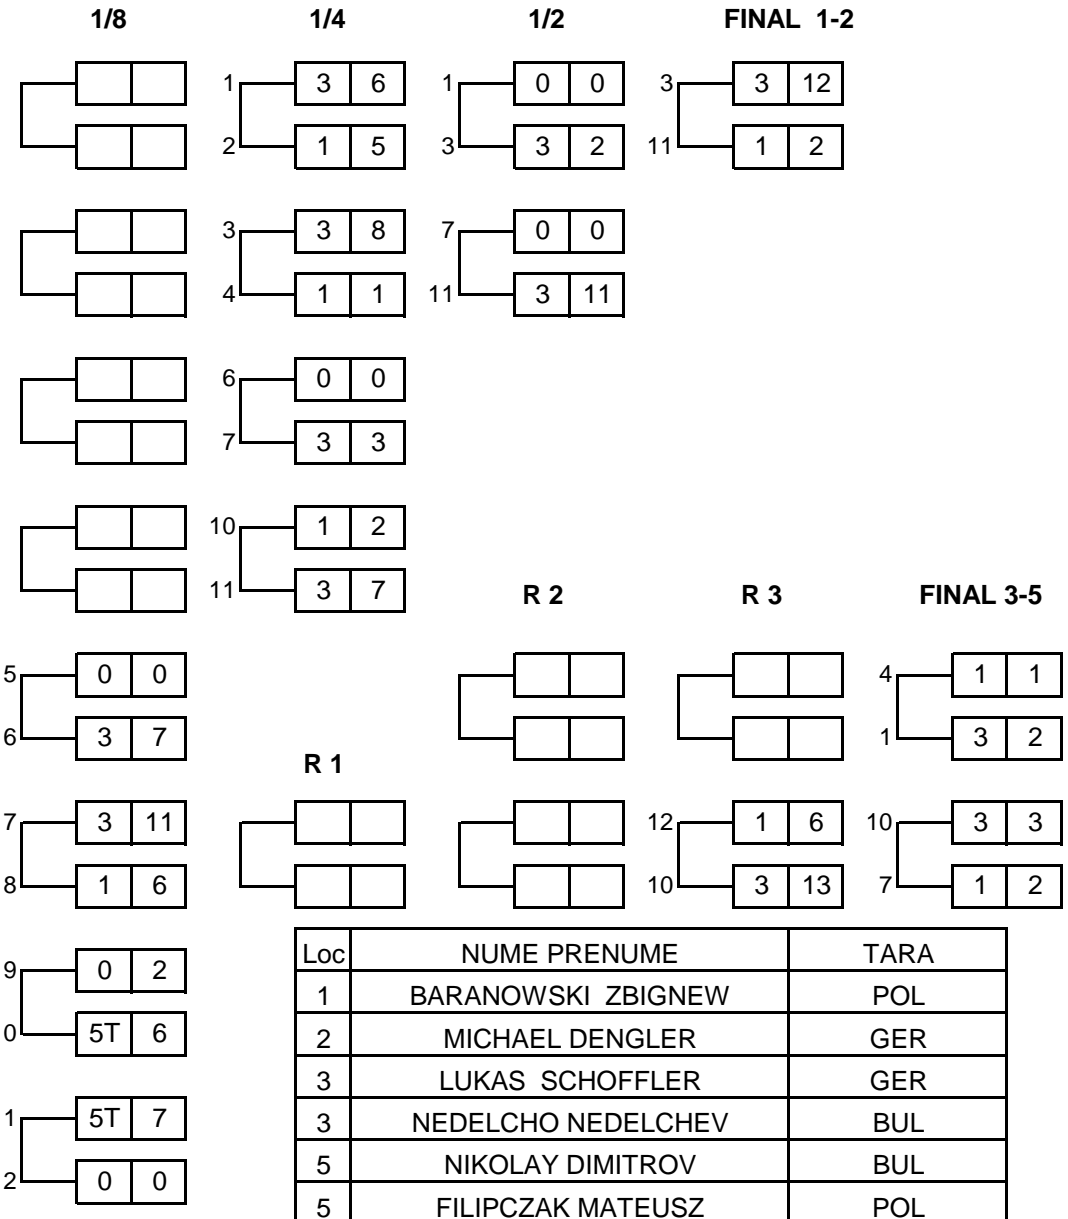 1/8 1/4 1/2 FINAL 1-2
1 3 6 1 0 0 3 3 12
2 1 5 3 3 2 11 1 2
3 3 8 7 0 0
4 1 1 11 3 11
6 0 0
7 3 3
10 1 2
11 3 7
R 2 R 3 FINAL 3-5
5 0 0 4 1 1
6 3 7 1 3 2
R 1
7 3 11 12 1 6 10 3 3
8 1 6 10 3 13 7 1 2
Loc NUME PRENUME TARA
9 0 2
1 BARANOWSKI ZBIGNEW POL
0 5T 6
2 MICHAEL DENGLER GER
3 LUKAS SCHOFFLER GER
1 5T 7
3 NEDELCHO NEDELCHEV BUL
5 NIKOLAY DIMITROV BUL
2 0 0
5 FILIPCZAK MATEUSZ POL